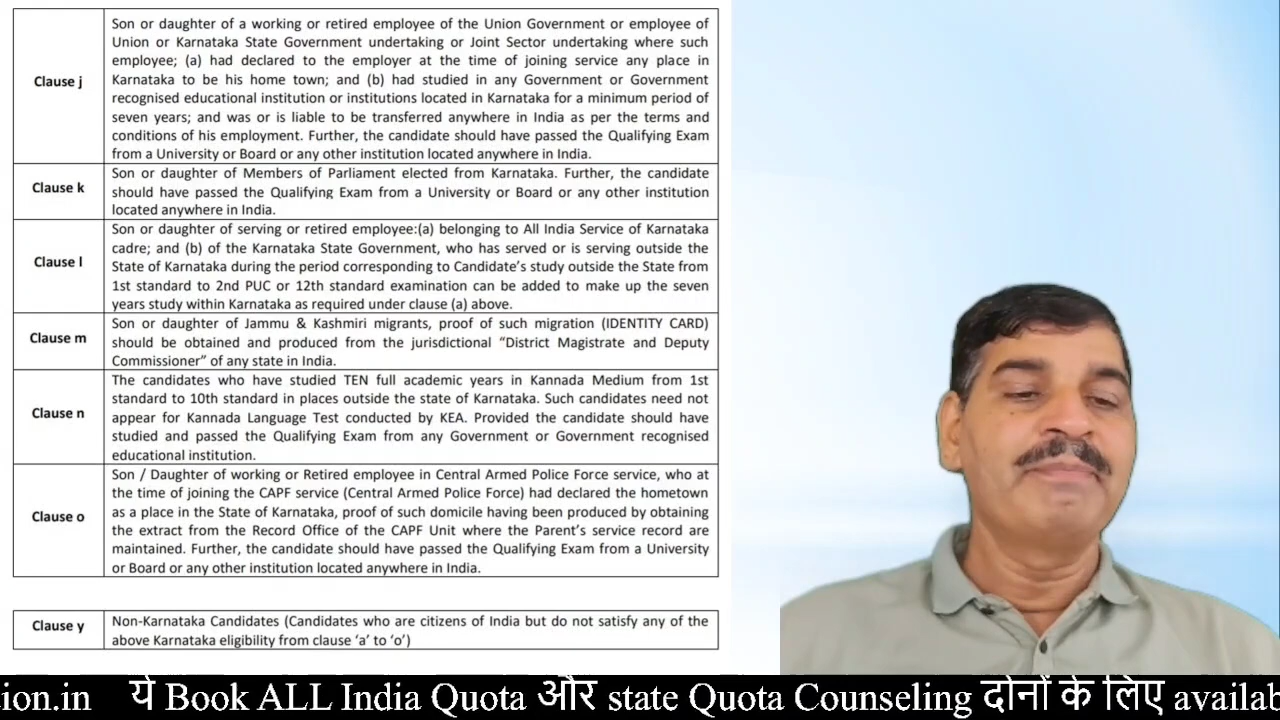 Clause j
Son or daughter of a working or retired employee of the Union Government or employee of
Union or Karnataka State Government undertaking or Joint Sector undertaking where such
employee; (a) had declared to the employer at the time of joining service any place in
Karnataka to be his home town; and (b) had studied in any Government or Government
recognised educational institution or institutions located in Karnataka for a minimum period of
seven years; and was or is liable to be transferred anywhere in India as per the terms and
conditions of his employment. Further, the candidate should have passed the Qualifying Exam
from a University or Board or any other institution located anywhere in India.
Clause k
Son or daughter of Members of Parliament elected from Karnataka. Further, the candidate
should have passed the Qualifying Exam from a University or Board or any other institution
located anywhere in India.
Clause l
Son or daughter of serving or retired employee:(a) belonging to All India Service of Karnataka
cadre; and (b) of the Karnataka State Government, who has served or is serving outside the
State of Karnataka during the period corresponding to Candidate's study outside the State from
1st standard to 2nd PUC or 12th standard examination can be added to make up the seven
years study within Karnataka as required under clause (a) above.
Clause m
Son or daughter of Jammu & Kashmiri migrants, proof of such migration (IDENTITY CARD)
should be obtained and produced from the jurisdictional “District Magistrate and Deputy
Commissioner” of any state in India.
Clause n
The candidates who have studied TEN full academic years in Kannada Medium from 1st
standard to 10th standard in places outside the state of Karnataka. Such candidates need not
appear for Kannada Language Test conducted by KEA. Provided the candidate should have
studied and passed the Qualifying Exam from any Government or Government recognised
educational institution.
Clause o
Son / Daughter of working or Retired employee in Central Armed Police Force service, who at
the time of joining the CAPF service (Central Armed Police Force) had declared the hometown
as a place in the State of Karnataka, proof of such domicile having been produced by obtaining
the extract from the Record Office of the CAPF Unit where the Parent's service record are
maintained. Further, the candidate should have passed the Qualifying Exam from a University
or Board or any other institution located anywhere in India.
Clause y
Non-Karnataka Candidates (Candidates who are citizens of India but do not satisfy any of the
above Karnataka eligibility from clause ‘a’ to ‘o’)
tion.in ये Book ALL India Quota और state Quota Counseling दोनों के लिए availab